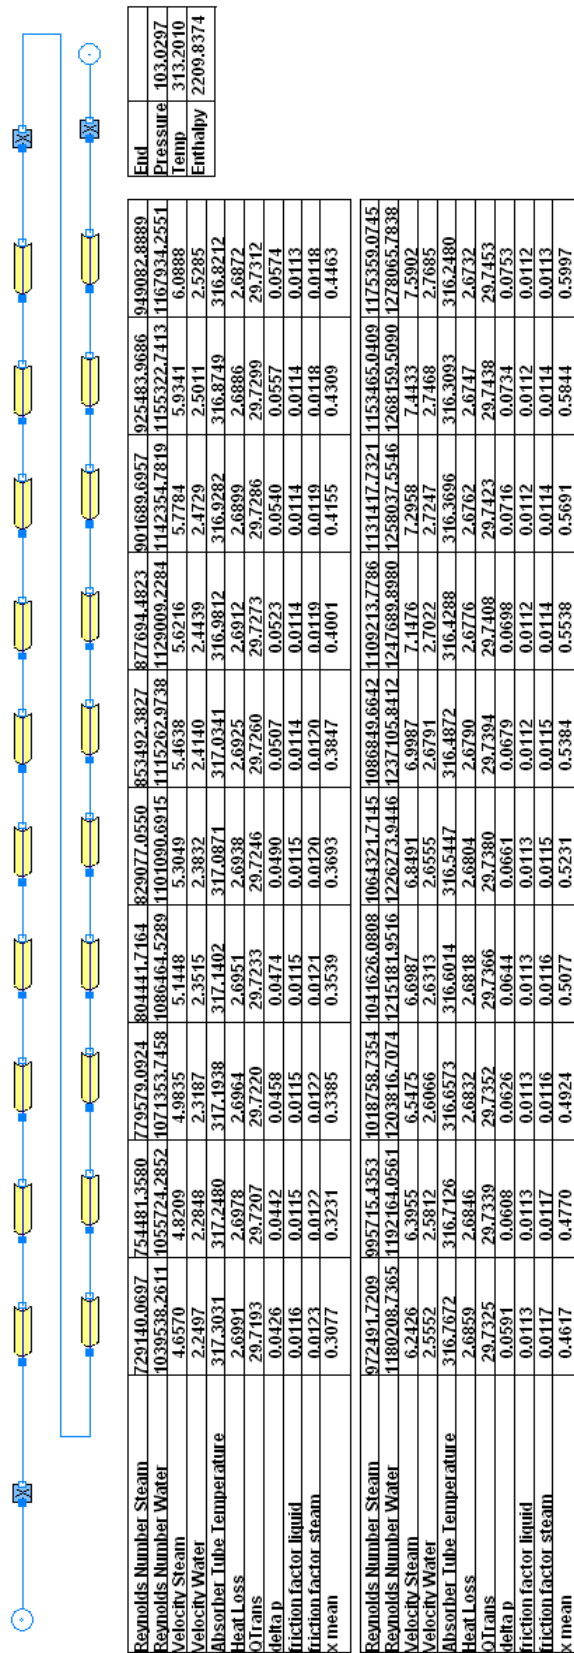 End
Pressure 103.0297
Temp 313.2010
Enthalpy 2209.8374
Reynolds Number Steam 729140.0697 754481.3580 779579.0924 804441.7164 829077.0550 853492.3827 877694.4823 901689.6957 925483.9686 949082.8889
Reynolds Number Water 1039538.2611 1055724.2852 1071353.7458 1086464.5289 1101090.6915 1115262.9738 1129009.2284 1142354.7819 1155322.7413 1167934.2551
Velocity Steam 4.6570 4.8209 4.9835 5.1448 5.3049 5.4638 5.6216 5.7784 5.9341 6.0888
Velocity Water 2.2497 2.2848 2.3187 2.3515 2.3832 2.4140 2.4439 2.4729 2.5011 2.5285
Absorber Tube Temperature 317.3031 317.2480 317.1938 317.1402 317.0871 317.0341 316.9812 316.9282 316.8749 316.8212
Heat Loss 2.6991 2.6978 2.6964 2.6951 2.6938 2.6925 2.6912 2.6899 2.6886 2.6872
QTrans 29.7193 29.7207 29.7220 29.7233 29.7246 29.7260 29.7273 29.7286 29.7299 29.7312
delta p 0.0426 0.0442 0.0458 0.0474 0.0490 0.0507 0.0523 0.0540 0.0557 0.0574
friction factor liquid 0.0116 0.0115 0.0115 0.0115 0.0115 0.0114 0.0114 0.0114 0.0114 0.0113
friction factor steam 0.0123 0.0122 0.0122 0.0121 0.0120 0.0120 0.0119 0.0119 0.0118 0.0118
x mean 0.3077 0.3231 0.3385 0.3539 0.3693 0.3847 0.4001 0.4155 0.4309 0.4463
Reynolds Number Steam 972491.7209 995715.4353 1018758.7354 1041626.0808 1064321.7145 1086849.6642 1109213.7786 1131417.7321 1153465.0409 1175359.0745
Reynolds Number Water 1180208.7365 1192164.0561 1203816.7074 1215181.9516 1226273.9446 1237105.8412 1247689.8980 1258037.5546 1268159.5090 1278065.7838
Velocity Steam 6.2426 6.3955 6.5475 6.6987 6.8491 6.9987 7.1476 7.2958 7.4433 7.5902
Velocity Water 2.5552 2.5812 2.6066 2.6313 2.6555 2.6791 2.7022 2.7247 2.7468 2.7685
Absorber Tube Temperature 316.7672 316.7126 316.6573 316.6014 316.5447 316.4872 316.4288 316.3696 316.3093 316.2480
Heat Loss 2.6859 2.6846 2.6832 2.6818 2.6804 2.6790 2.6776 2.6762 2.6747 2.6732
QTrans 29.7325 29.7339 29.7352 29.7366 29.7380 29.7394 29.7408 29.7423 29.7438 29.7453
delta p 0.0591 0.0608 0.0626 0.0644 0.0661 0.0679 0.0698 0.0716 0.0734 0.0753
friction factor liquid 0.0113 0.0113 0.0113 0.0113 0.0113 0.0112 0.0112 0.0112 0.0112 0.0112
friction factor steam 0.0117 0.0117 0.0116 0.0116 0.0115 0.0115 0.0114 0.0114 0.0114 0.0113
x mean 0.4617 0.4770 0.4924 0.5077 0.5231 0.5384 0.5538 0.5691 0.5844 0.5997